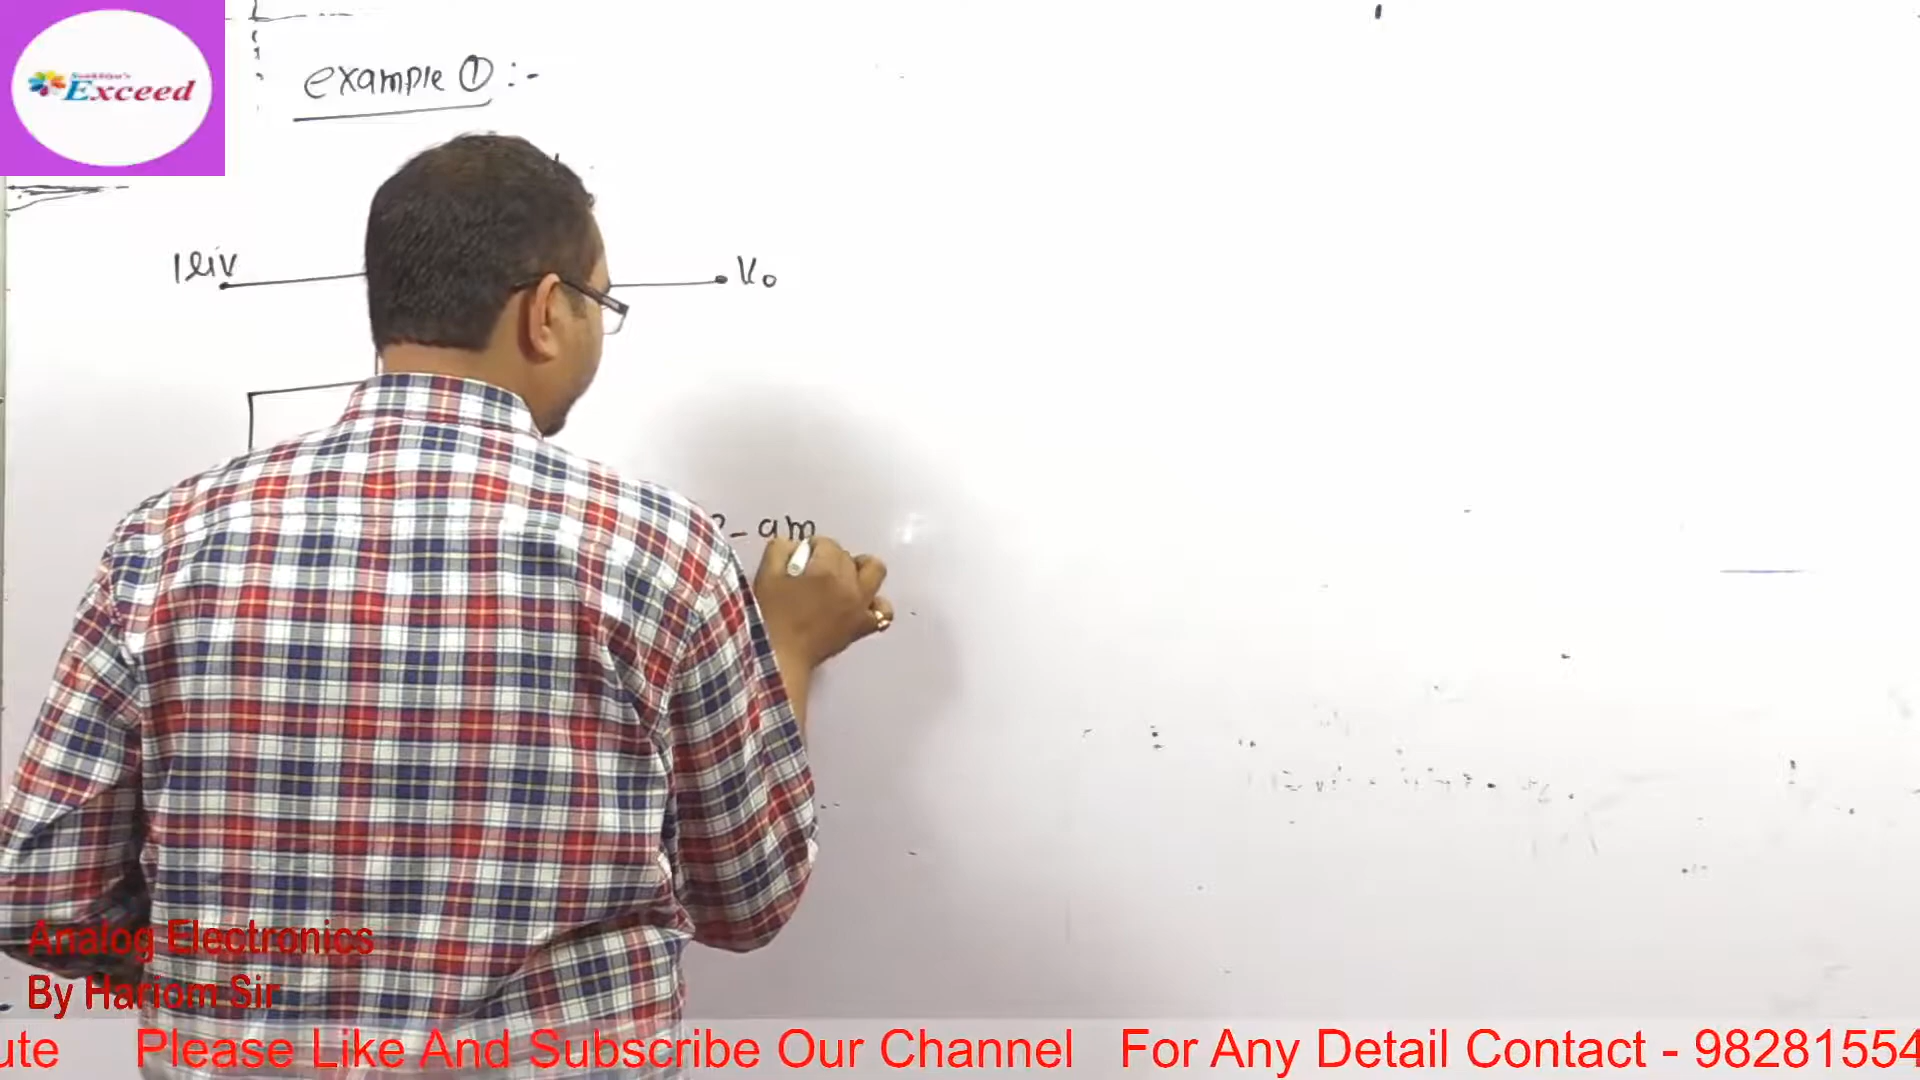 Exceed
example ① :-
Vo
- am
Analog Electronics
By Hariom Sir
ute Please Like And Subscribe Our Channel For Any Detail Contact - 98281554